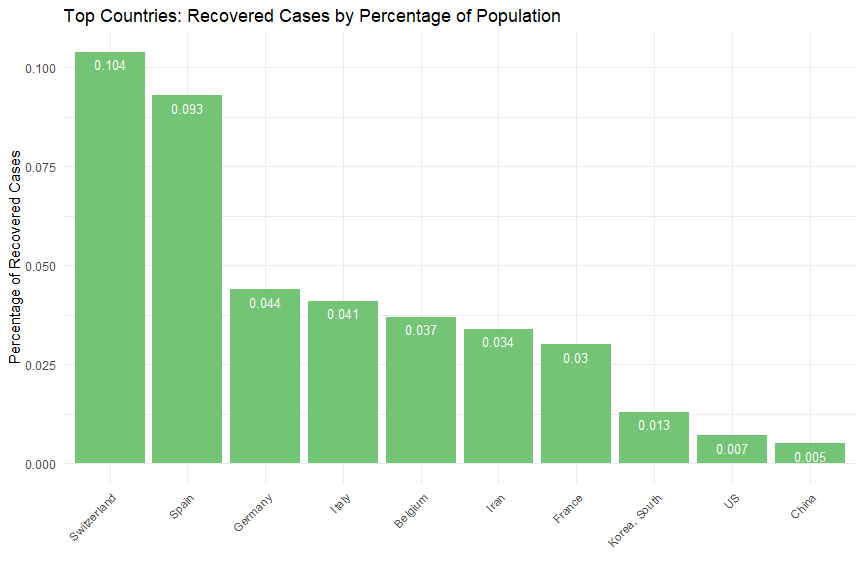 Top Countries: Recovered Cases by Percentage of Population
Percentage of Recovered Cases
0.100
0.075
0.050
0.025
0.000
0.104
0.093
0.044
0.041
0.037
0.034
0.03
0.013
0.007
0.005
Switzerland
Spain
Germany
Italy
Belgium
Iran
France
Korea, South
US
China